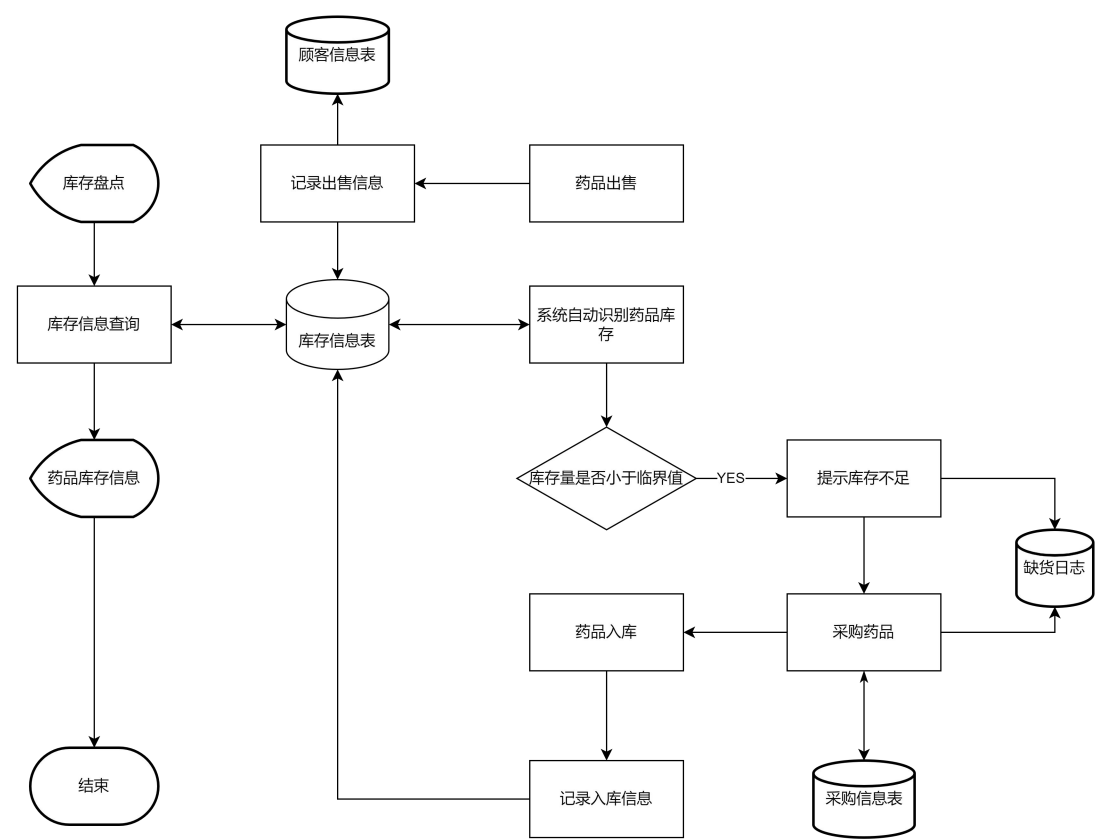 顾客信息表
库存盘点
记录出售信息
药品出售
库存信息查询
库存信息表
系统自动识别药品库
存
药品库存信息
库存量是否小于临界值
YES
提示库存不足
缺货日志
药品入库
采购药品
结束
记录入库信息
采购信息表